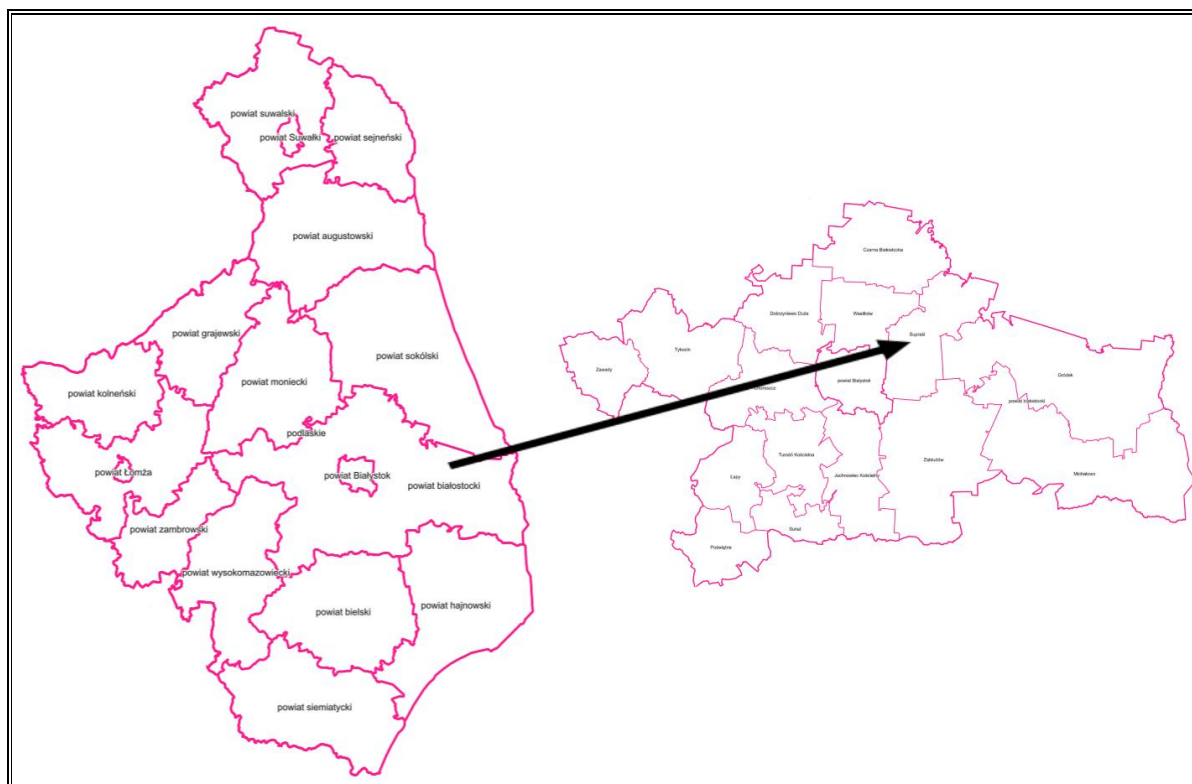 powiat suwalski
powiat Suwałki
powiat sejneński
powiat augustowski
powiat grajewski
powiat sokólski
powiat kolneński
powiat moniecki
podlaskie
powiat Łomża
powiat Białystok
powiat białostocki
powiat zambrowski
powiat wysokomazowiecki
powiat bielski
powiat hajnowski
powiat siemiatycki
Czarna Białostocka
Dobrzyniewo Duże
Wasilków
Supraśl
Tykocin
Zawady
Gródek
powiat Białystok
powiat białostocki
Turośń Kościelna
Zabłudów
Michałowo
Łapy
Juchnowiec Kościelny
Suraż
Poświętne